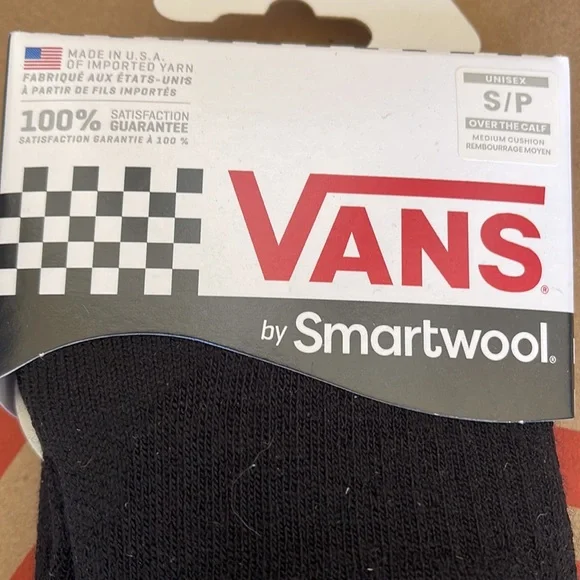 MADE IN U.S.A.
OF IMPORTED YARN
FABRIQUÉ AUX ÉTATS-UNIS
À PARTIR DE FILS IMPORTÉS
100% SATISFACTION
GUARANTEE
SATISFACTION GARANTIE À 100 %
UNISEX
S/P
OVER THE CALF
MEDIUM CUSHION
REMBOURRAGE MOYEN
VANS®
by Smartwool®